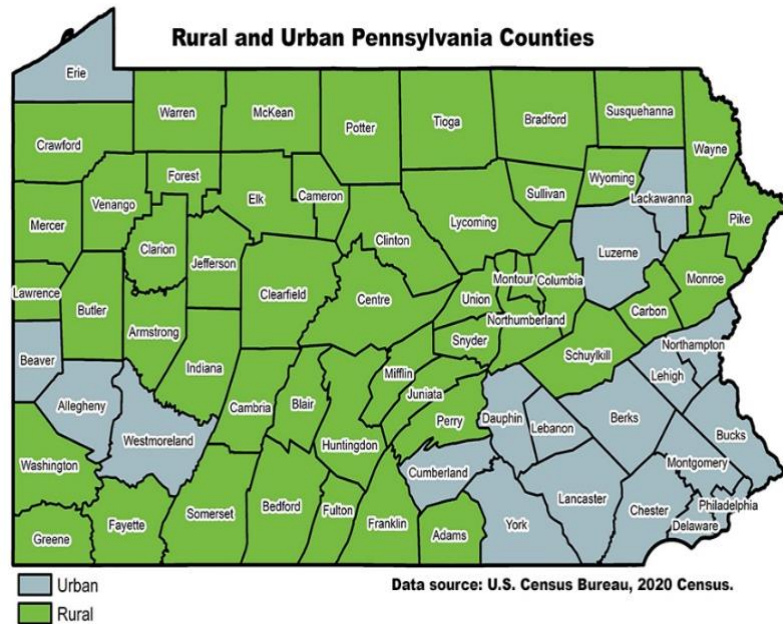 Rural and Urban Pennsylvania Counties
Erie
Warren
McKean
Potter
Tioga
Bradford
Susquehanna
Crawford
Wayne
Forest
Wyoming
Lackawanna
Venango
Elk
Cameron
Sullivan
Mercer
Lycoming
Pike
Clinton
Clarion
Jefferson
Luzerne
Clearfield
Centre
Montour
Columbia
Monroe
Lawrence
Union
Carbon
Butler
Northumberland
Armstrong
Snyder
Northampton
Beaver
Indiana
Schuylkill
Lehigh
Mifflin
Allegheny
Juniata
Cambria
Blair
Perry
Dauphin
Berks
Westmoreland
Lebanon
Bucks
Huntingdon
Montgomery
Washington
Cumberland
Lancaster
Philadelphia
Somerset
Bedford
Fulton
Chester
Fayette
Franklin
Adams
York
Delaware
Greene
Urban
Data source: U.S. Census Bureau, 2020 Census.
Rural